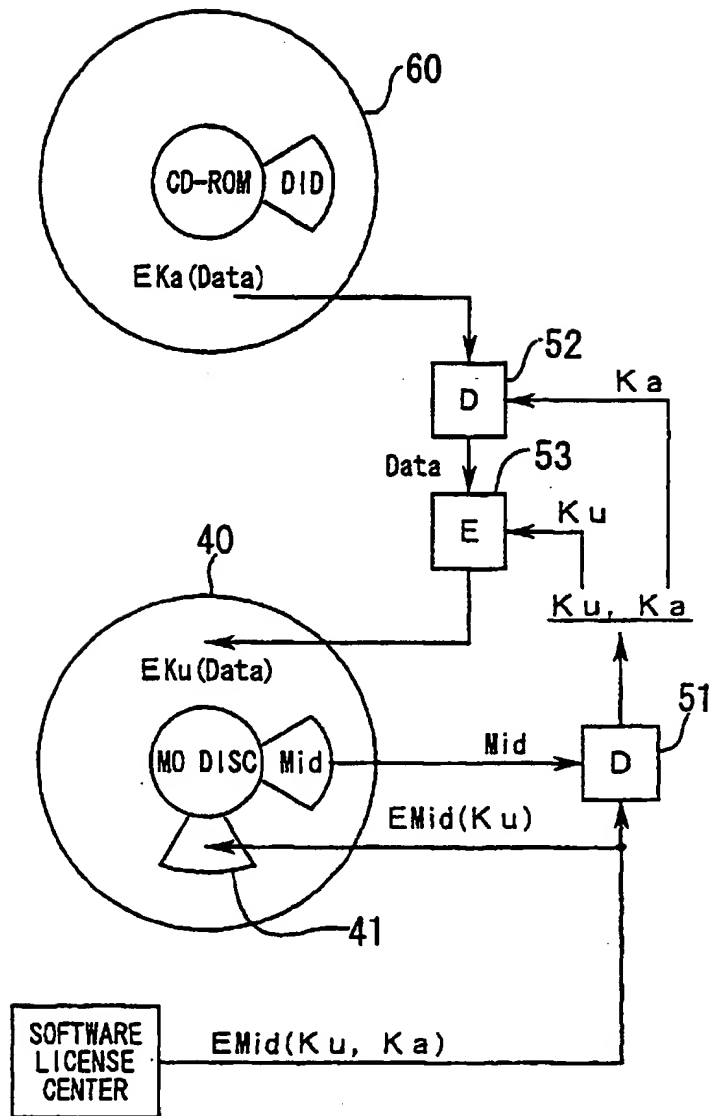 60
CD-ROM
DID
EKa(Data)
52
Ka
D
Data
53
Ku
E
40
Ku, Ka
EKu(Data)
51
MO DISC
Mid
Mid
D
EMid(Ku)
41
SOFTWARE
LICENSE
CENTER
EMid(Ku, Ka)